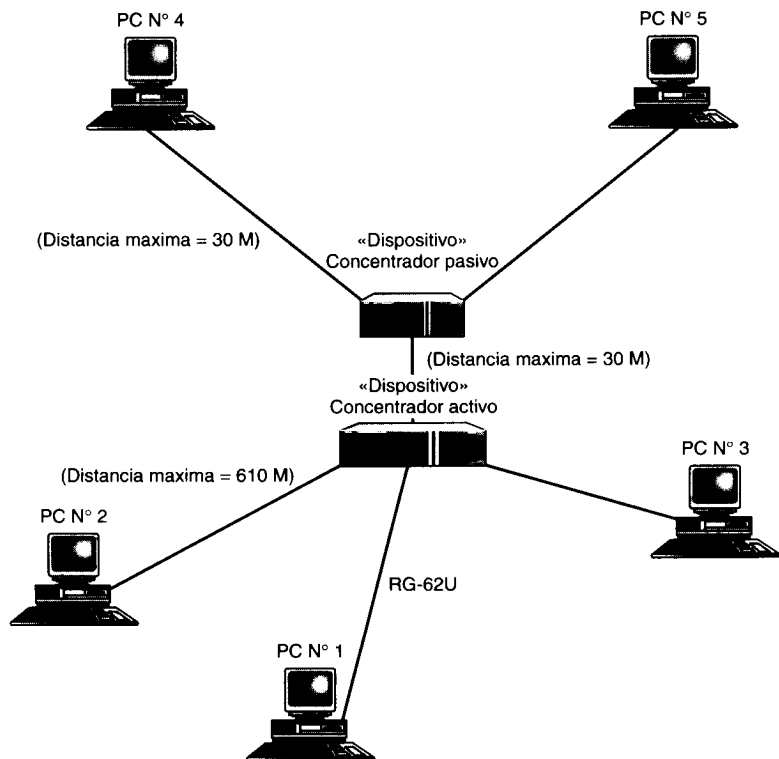 PC N° 4
PC N° 5
(Distancia maxima = 30 M)
«Dispositivo»
Concentrador pasivo
(Distancia maxima = 30 M)
«Dispositivo»
Concentrador activo
(Distancia maxima = 610 M)
PC N° 3
PC N° 2
RG-62U
PC N° 1